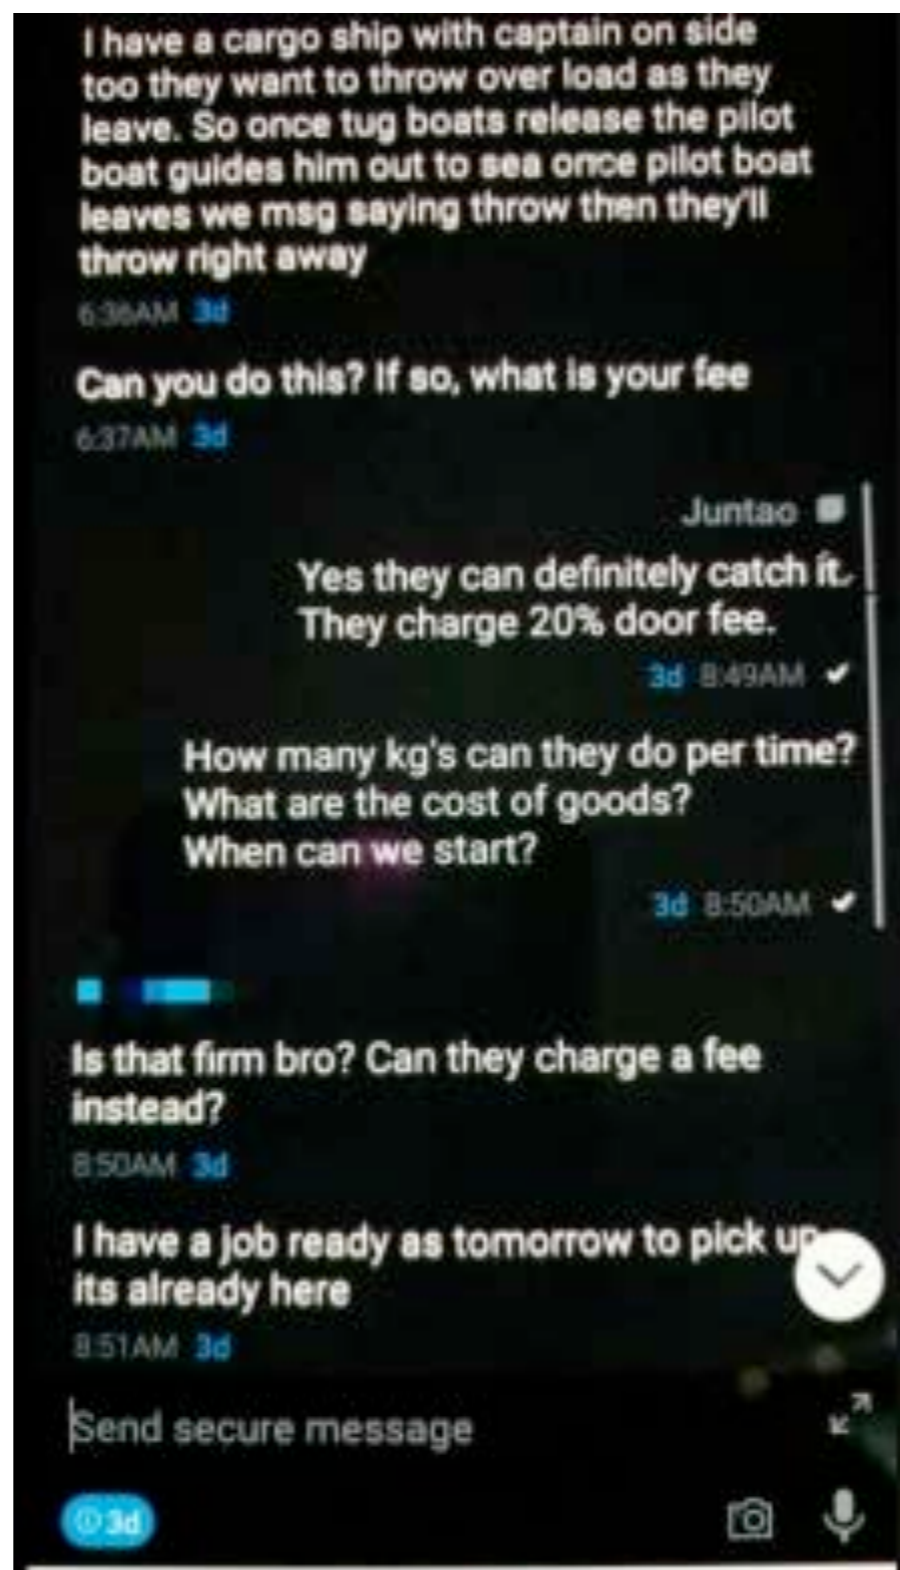 I have a cargo ship with captain on side
too they want to throw over load as they
leave. So once tug boats release the pilot
boat guides him out to sea once pilot boat
leaves we msg saying throw then they'll
throw right away
6:36AM 3d
Can you do this? If so, what is your fee
6:37AM 3d
Juntao
Yes they can definitely catch it.
They charge 20% door fee.
3d 8:49AM
How many kg's can they do per time?
What are the cost of goods?
When can we start?
3d 8:50AM
Is that firm bro? Can they charge a fee
instead?
8:50AM 3d
I have a job ready as tomorrow to pick up
its already here
8:51AM 3d
Send secure message
3d